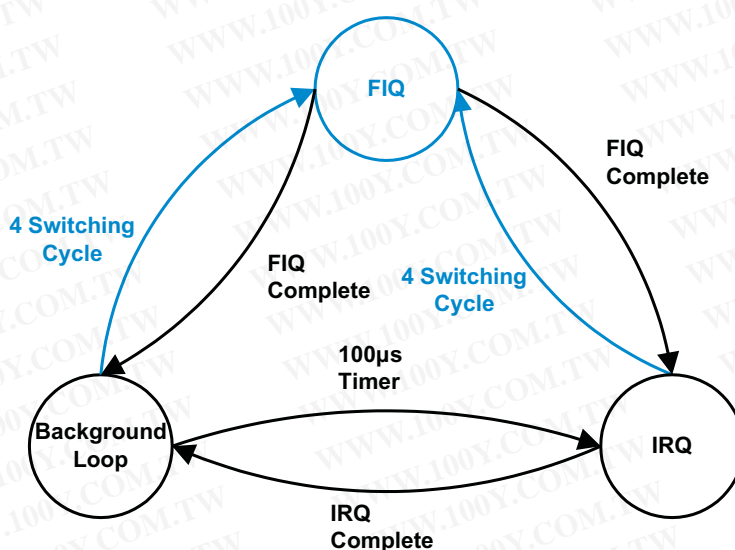 FIQ
FIQ
Complete
4 Switching
Cycle
FIQ
Complete
4 Switching
Cycle
100µs
Timer
Background
Loop
IRQ
IRQ
Complete
WWW.100Y.COM.TW